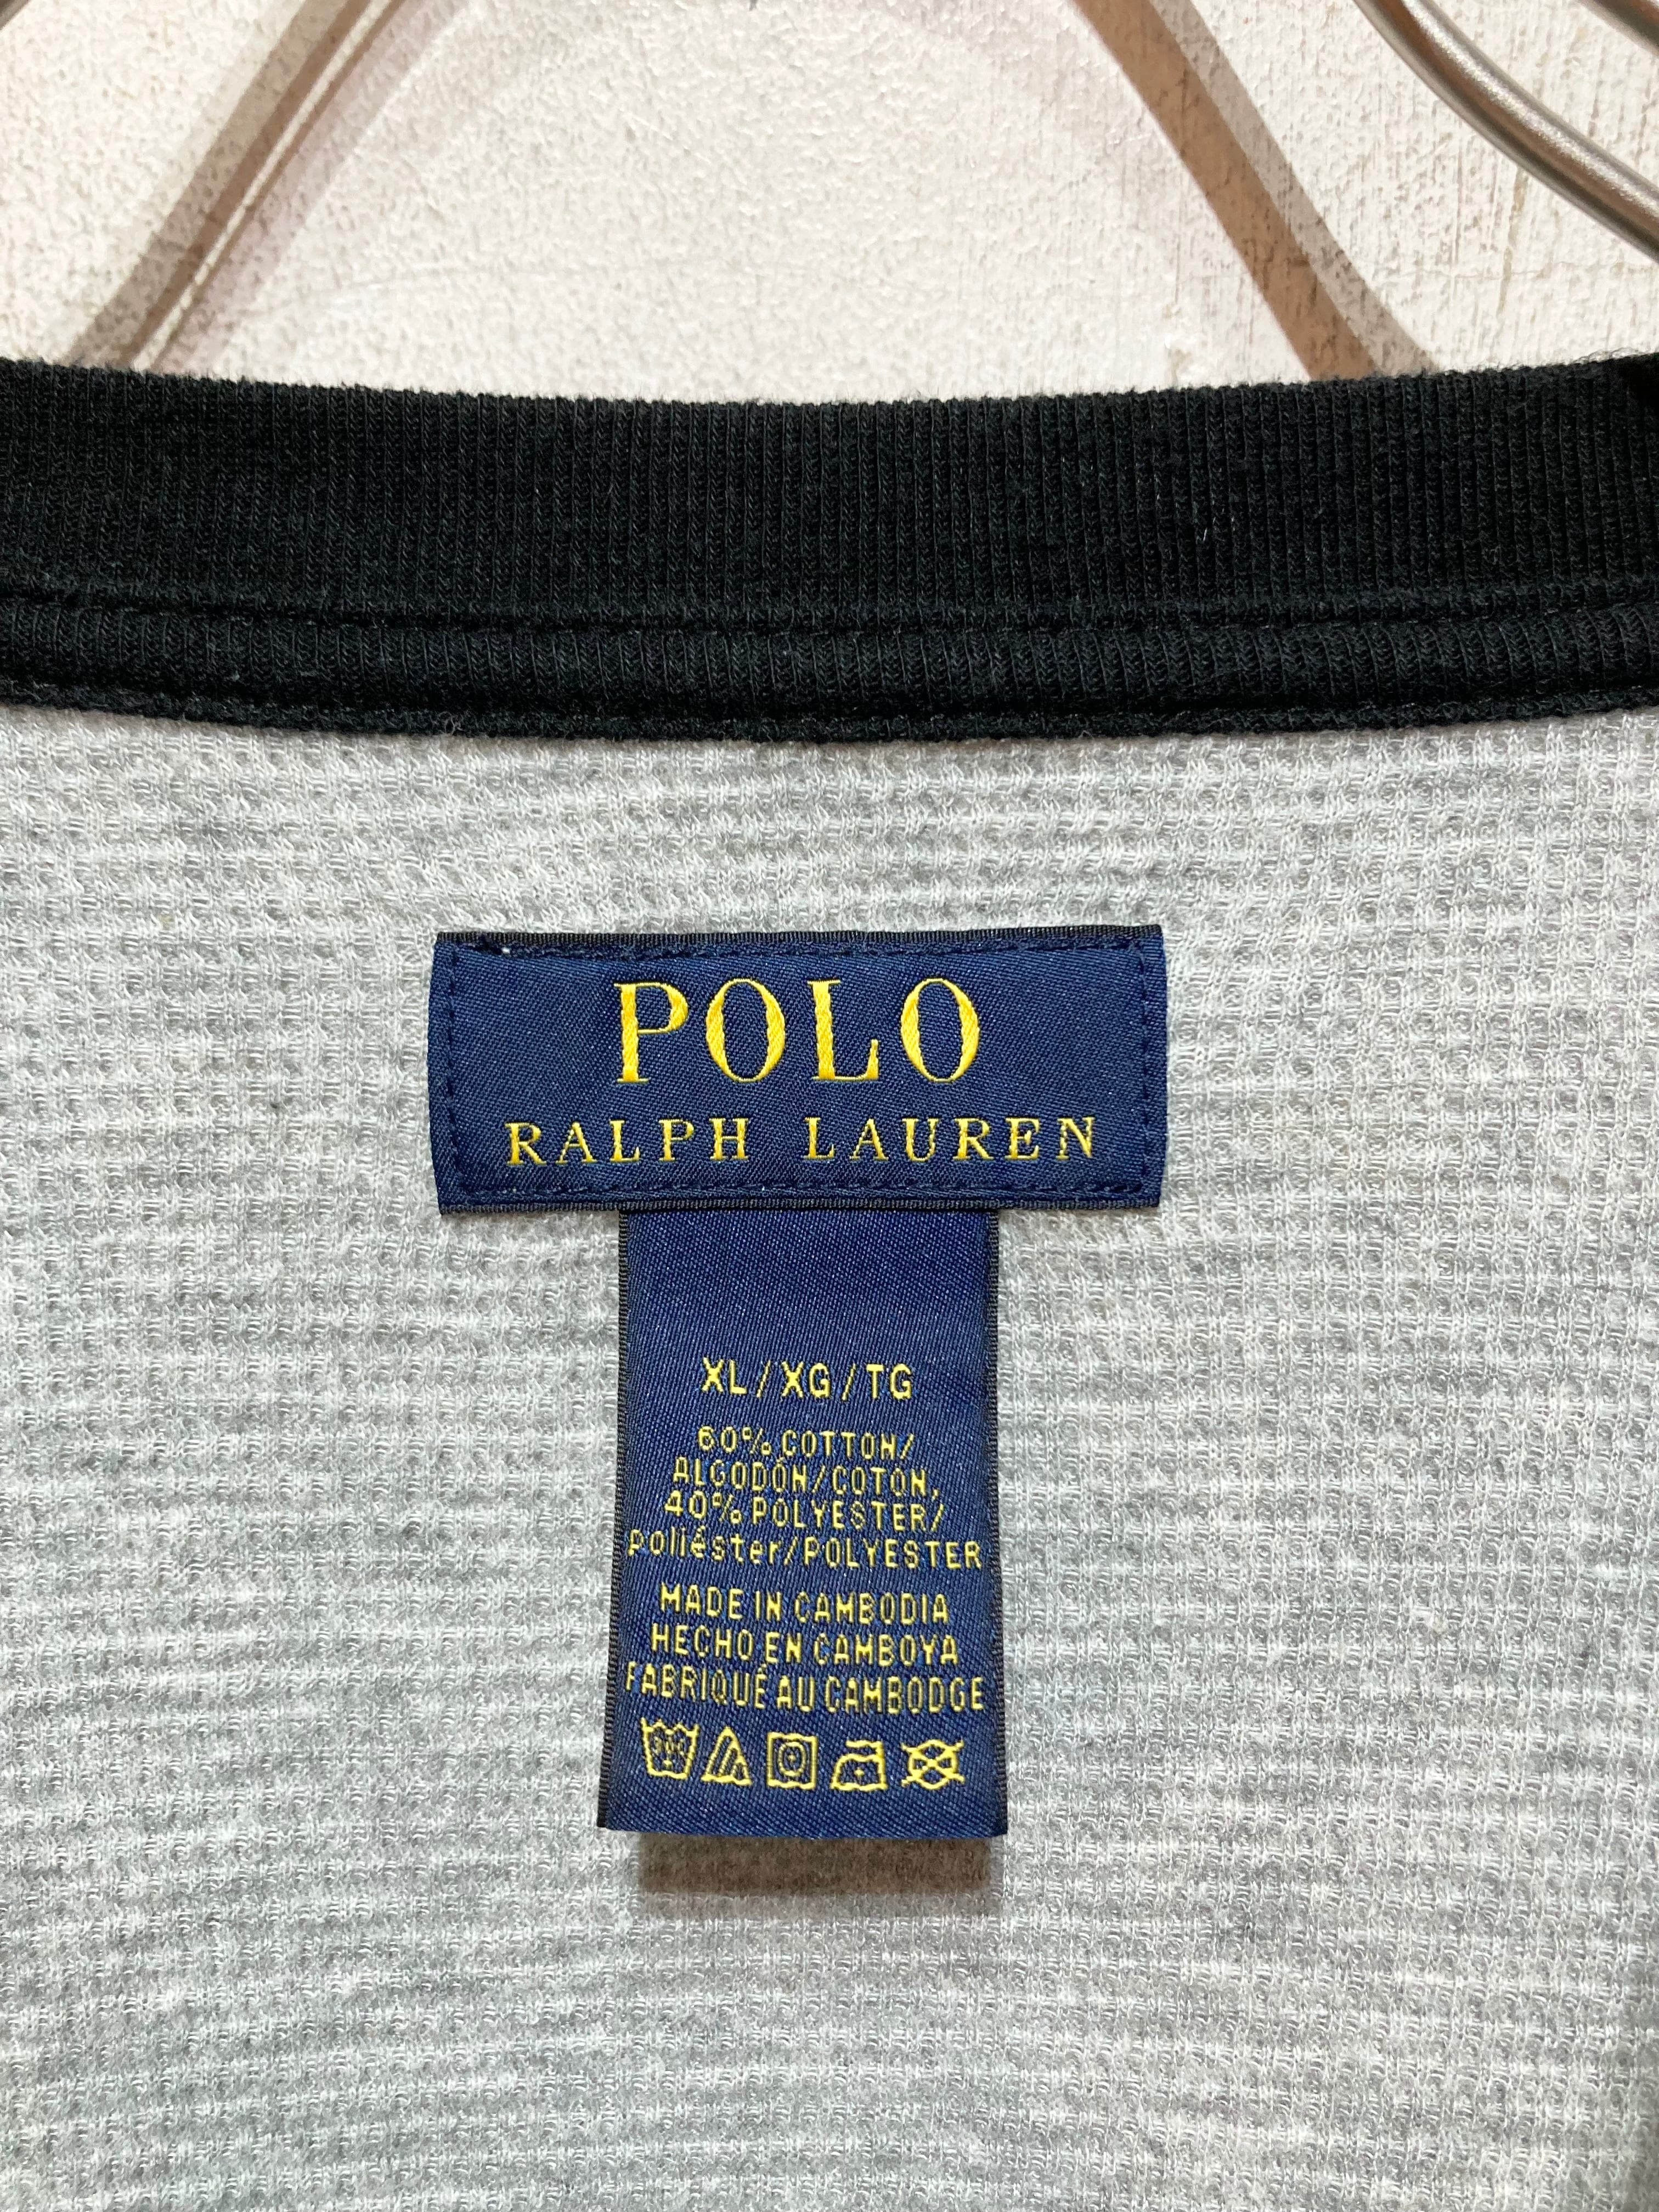 POLO
RALPH LAUREN
XL/XG/TG
60% COTTON/
ALGODÓN/COTON,
40% POLYESTER/
poliéster/POLYESTER
MADE IN CAMBODIA
HECHO EN CAMBOYA
FABRIQUÉ AU CAMBODGE